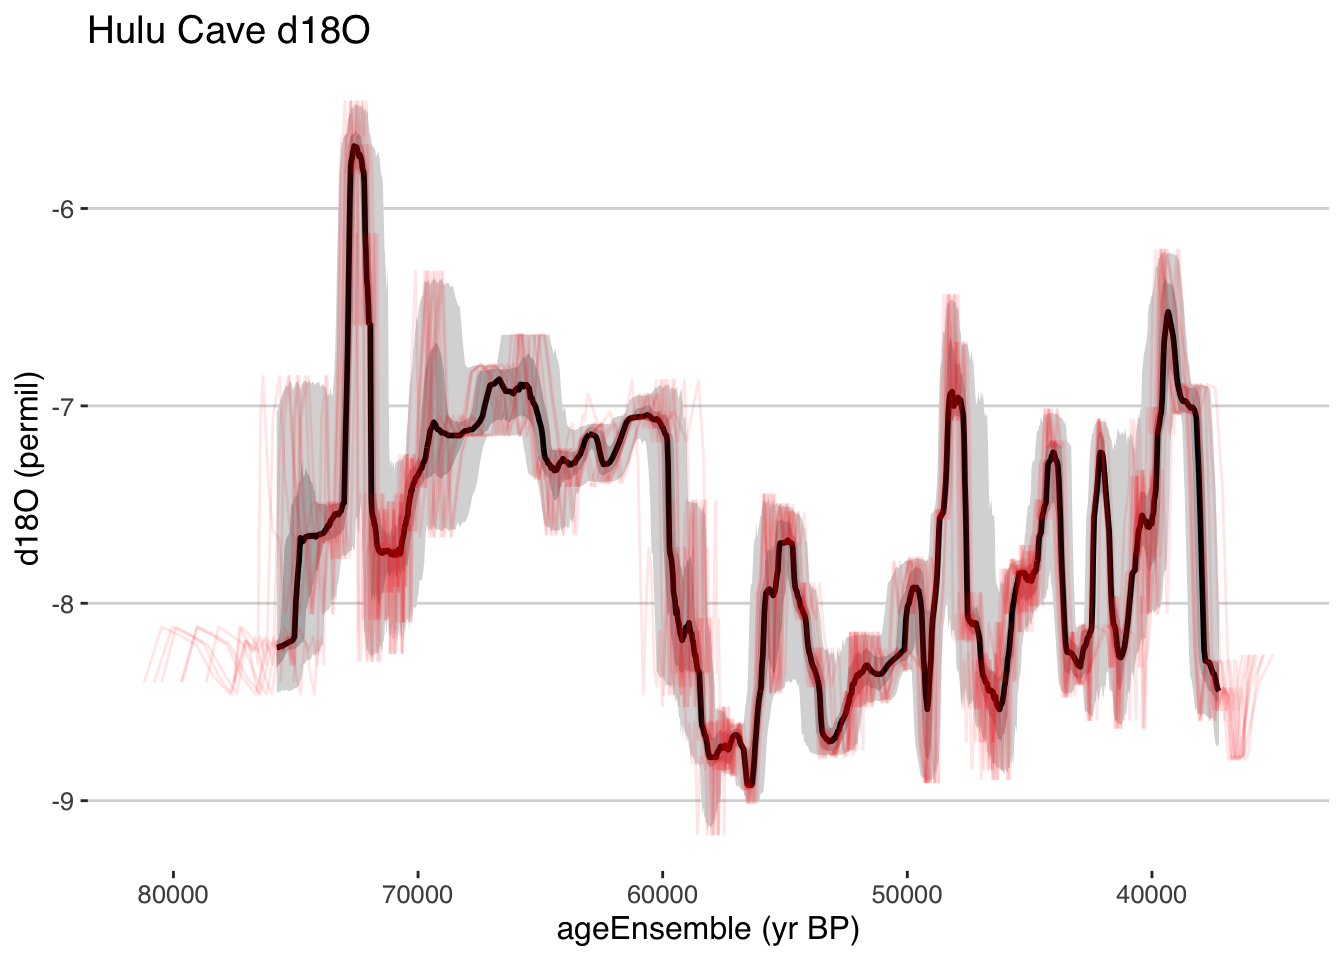 Hulu Cave d18O
-6
-7
-8
-9
d18O (permil)
80000 70000 60000 50000 40000
ageEnsemble (yr BP)